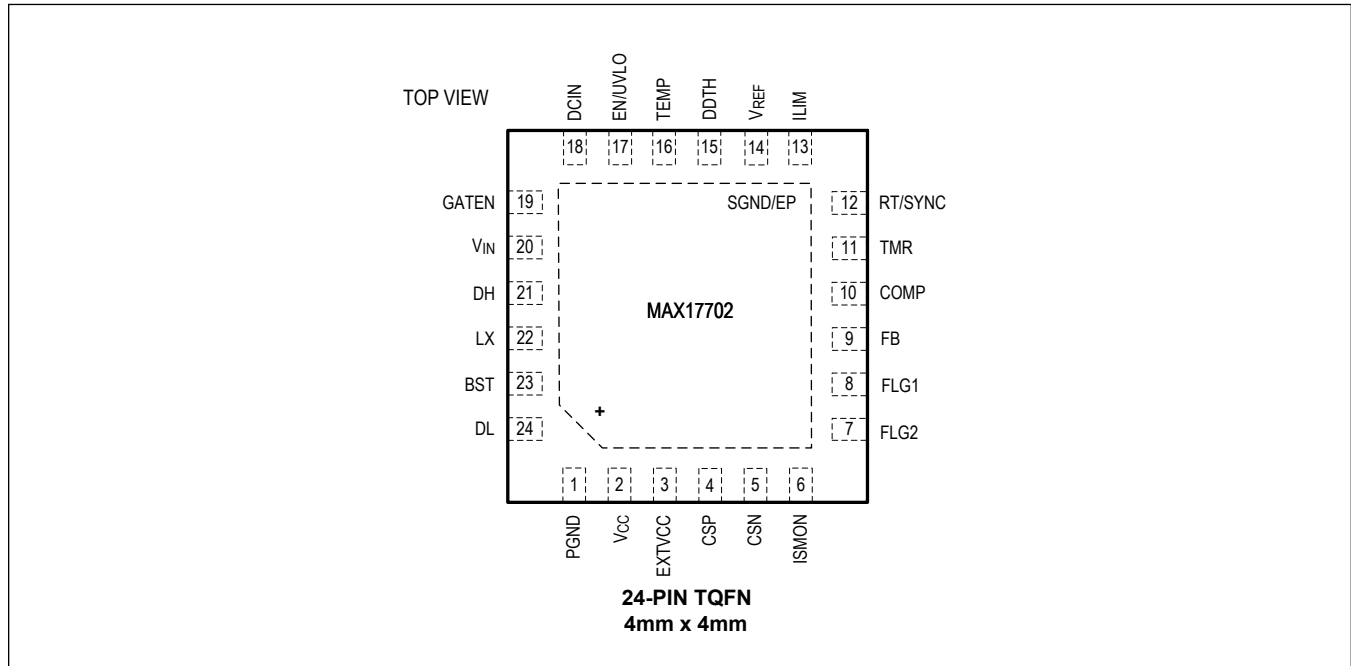 TOP VIEW
DCIN
EN/UVLO
TEMP
DDTH
VREF
ILIM
18 17 16 15 14 13
GATEN 19 SGND/EP 12 RT/SYNC
VIN 20 11 TMR
DH 21 MAX17702 10 COMP
LX 22 9 FB
BST 23 8 FLG1
DL 24 + 7 FLG2
1 2 3 4 5 6
PGND
VCC
EXTVCC
CSP
CSN
ISMON
24-PIN TQFN
4mm x 4mm